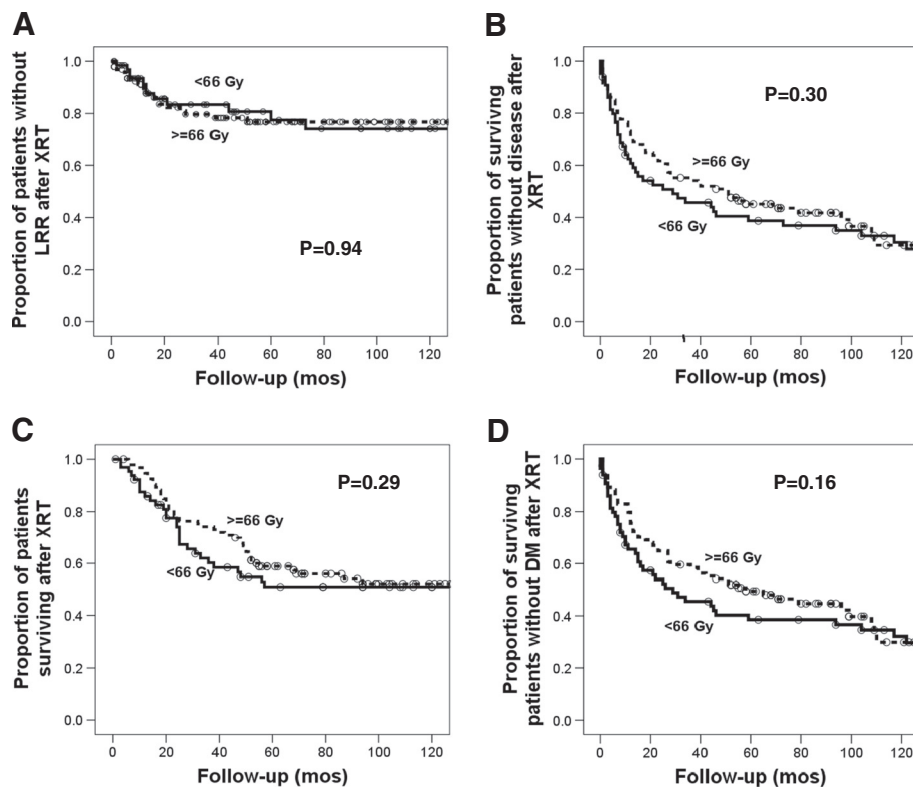 A
Proportion of patients without
LRR after XRT
1.0
0.8
0.6
0.4
0.2
0.0
<66 Gy
>=66 Gy
P=0.94
0 20 40 60 80 100 120
Follow-up (mos)
B
Proportion of surviving
patients without disease after
XRT
1.0
0.8
0.6
0.4
0.2
0.0
P=0.30
>=66 Gy
<66 Gy
0 20 40 60 80 100 120
Follow-up (mos)
C
Proportion of patients
surviving after XRT
1.0
0.8
0.6
0.4
0.2
0.0
P=0.29
>=66 Gy
<66 Gy
0 20 40 60 80 100 120
Follow-up (mos)
D
Proportion of surviving
patients without DM after XRT
1.0
0.8
0.6
0.4
0.2
0.0
P=0.16
>=66 Gy
<66 Gy
0 20 40 60 80 100 120
Follow-up (mos)